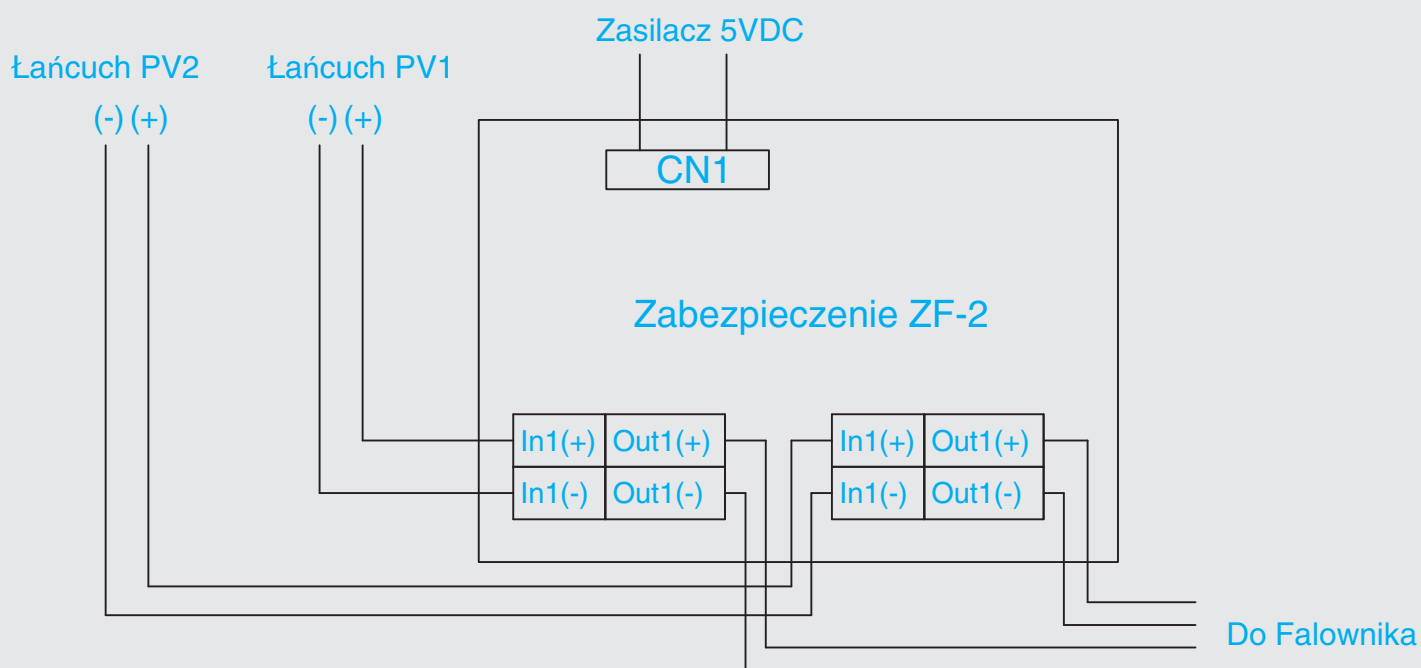 Zasilacz 5VDC
Łańcuch PV2 Łańcuch PV1
(-) (+) (-) (+)
CN1
Zabezpieczenie ZF-2
In1(+) Out1(+) In1(+) Out1(+)
In1(-) Out1(-) In1(-) Out1(-)
Do Falownika